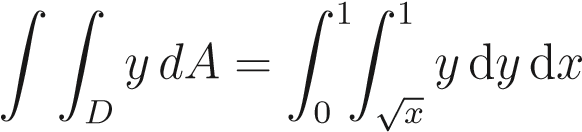 ∫∫_D y dA = ∫_0^1 ∫_{√x}^1 y dy dx